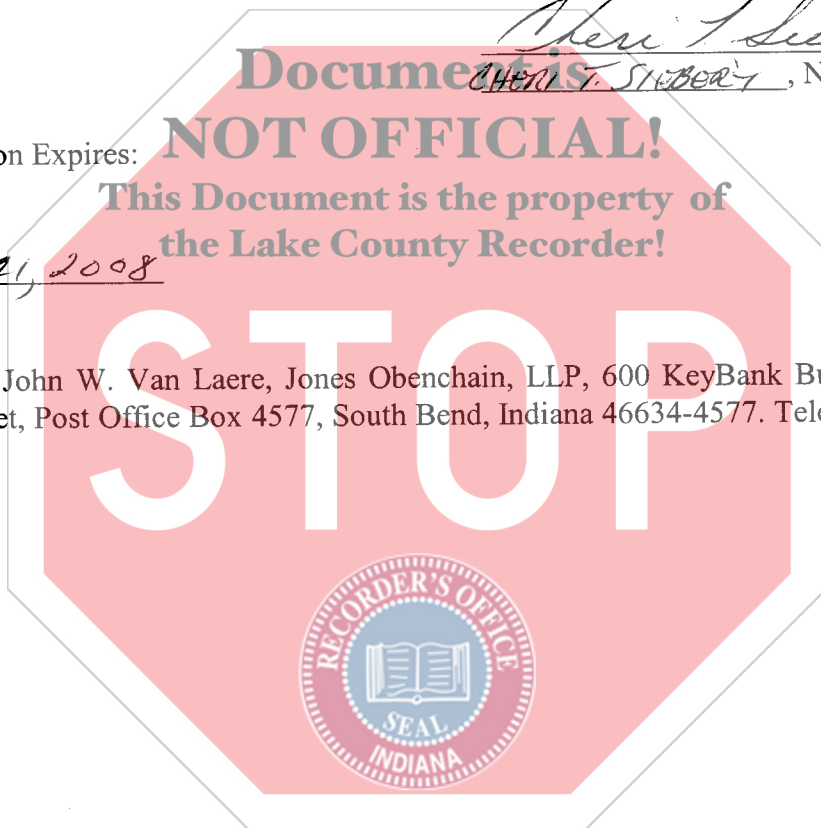 Cheri T
Document is
CHERI T. SIEBERT, N
NOT OFFICIAL!
on Expires:
This Document is the property of
the Lake County Recorder!
21, 2008
STOP
John W. Van Laere, Jones Obenchain, LLP, 600 KeyBank Bu
et, Post Office Box 4577, South Bend, Indiana 46634-4577. Tele
RECORDER'S OFFICE
SEAL
INDIANA